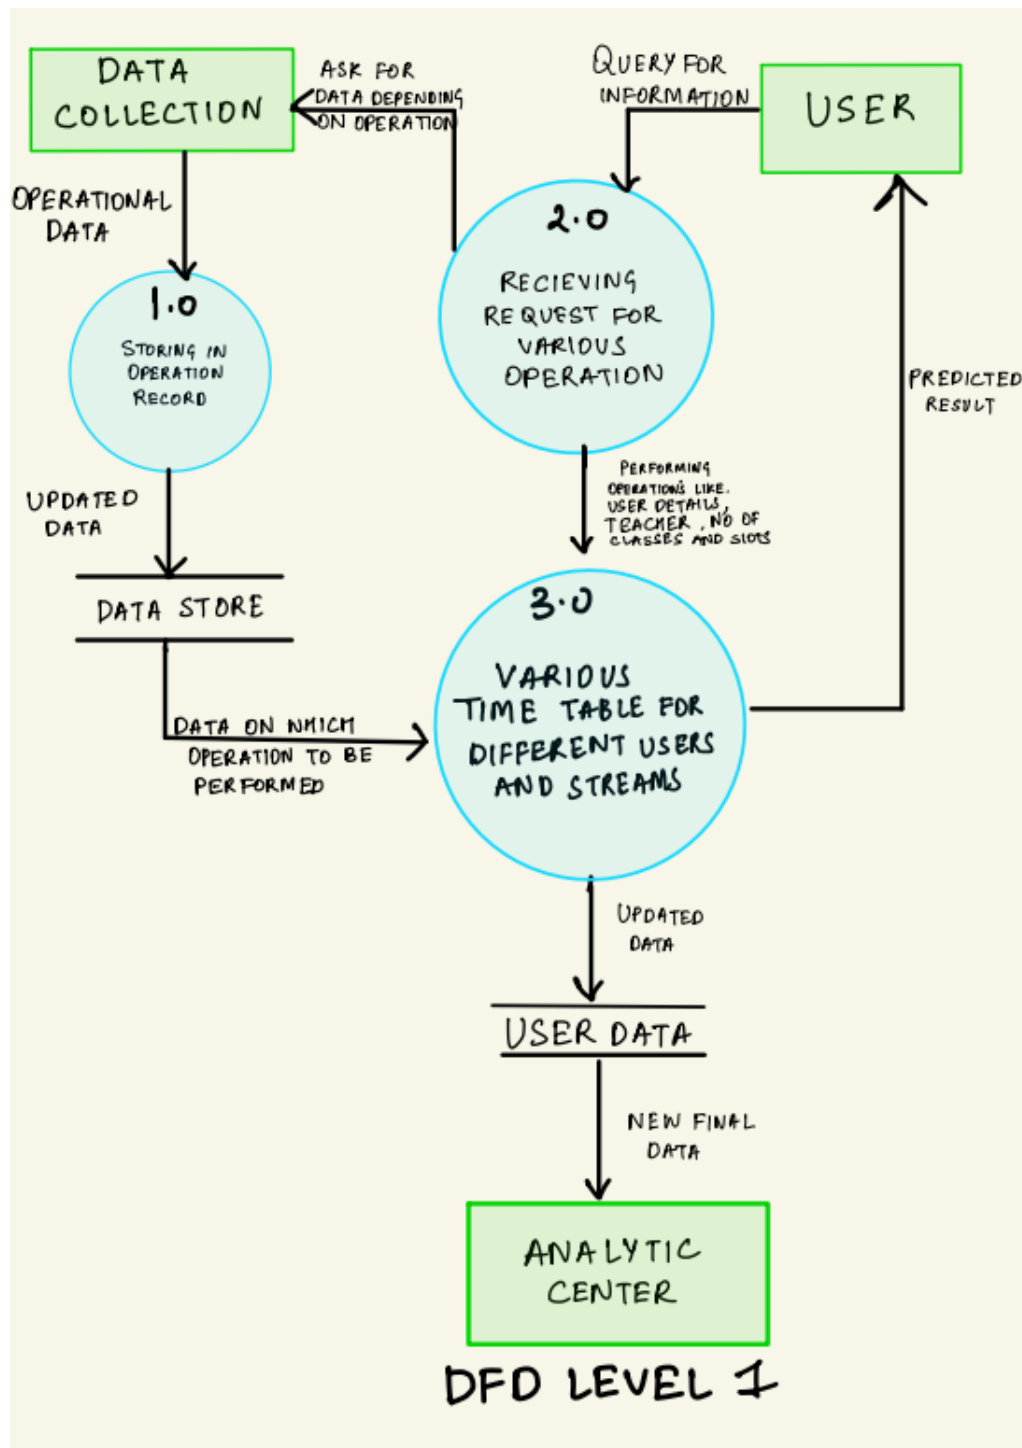 DATA
COLLECTION
ASK FOR
DATA DEPENDING
ON OPERATION
QUERY FOR
INFORMATION
USER
OPERATIONAL
DATA
1.0
STORING IN
OPERATION
RECORD
2.0
RECIEVING
REQUEST FOR
VARIOUS
OPERATION
PREDICTED
RESULT
UPDATED
DATA
PERFORMING
OPERATIONS LIKE.
USER DETAILS,
TEACHER, NO OF
CLASSES AND SLOTS
DATA STORE
3.0
VARIOUS
TIME TABLE FOR
DIFFERENT USERS
AND STREAMS
DATA ON WHICH
OPERATION TO BE
PERFORMED
UPDATED
DATA
USER DATA
NEW FINAL
DATA
ANALYTIC
CENTER
DFD LEVEL 1